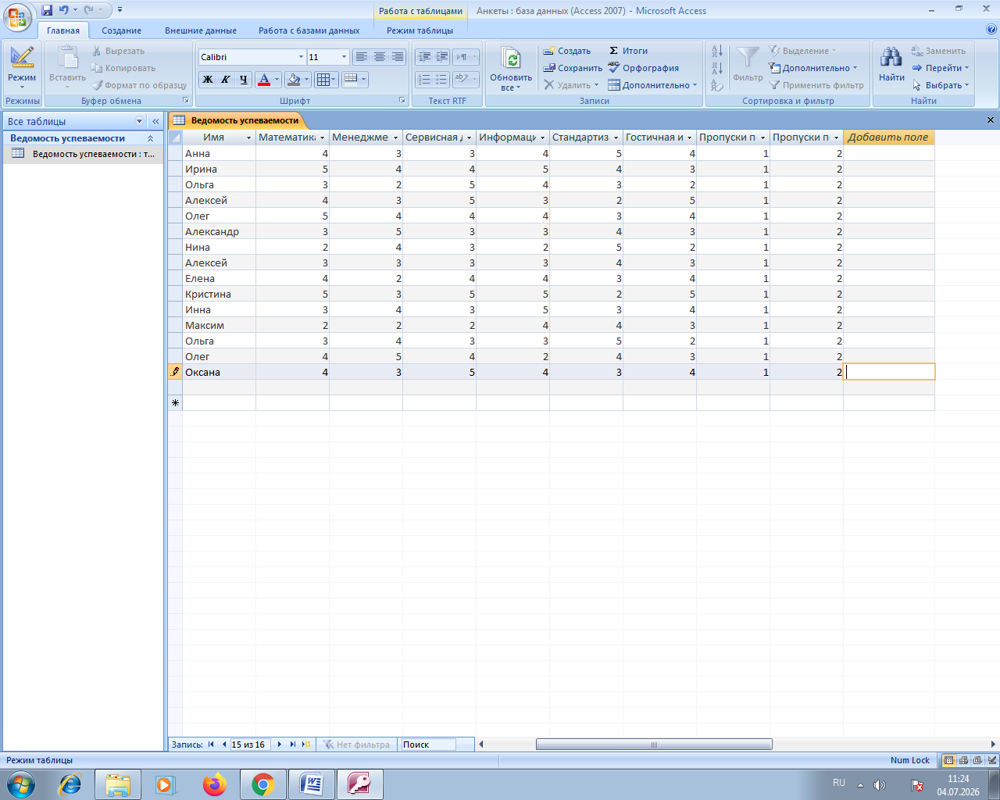 Работа с таблицами Анкеты : база данных (Access 2007) - Microsoft Access
Главная Создание Внешние данные Работа с базами данных Режим таблицы
Режим
Режимы
Вставить
Вырезать
Копировать
Формат по образцу
Буфер обмена
Calibri 11
Ж К Ч
Шрифт
Текст RTF
Обновить
все
Создать
Сохранить
Удалить
Итоги
Орфография
Дополнительно
Записи
Фильтр
Выделение
Дополнительно
Применить фильтр
Сортировка и фильтр
Найти
Заменить
Перейти
Выбрать
Найти
Все таблицы
Ведомость успеваемости
Ведомость успеваемости : т...
Ведомость успеваемости
Имя Математика Менеджме Сервисная д Информаци Стандартиз Гостичная и Пропуски п Пропуски п Добавить поле
Анна 4 3 3 4 5 4 1 2
Ирина 5 4 4 5 4 3 1 2
Ольга 3 2 5 4 3 2 1 2
Алексей 4 3 5 3 2 5 1 2
Олег 5 4 4 4 3 4 1 2
Александр 3 5 3 3 4 3 1 2
Нина 2 4 3 2 5 2 1 2
Алексей 3 3 3 3 4 3 1 2
Елена 4 2 4 4 3 4 1 2
Кристина 5 3 5 5 2 5 1 2
Инна 3 4 3 5 3 4 1 2
Максим 2 2 2 4 4 3 1 2
Ольга 3 4 3 3 5 2 1 2
Олег 4 5 4 2 4 3 1 2
Оксана 4 3 5 4 3 4 1 2
Запись: 15 из 16 Нет фильтра Поиск
Режим таблицы Num Lock
RU 11:24
04.07.2026